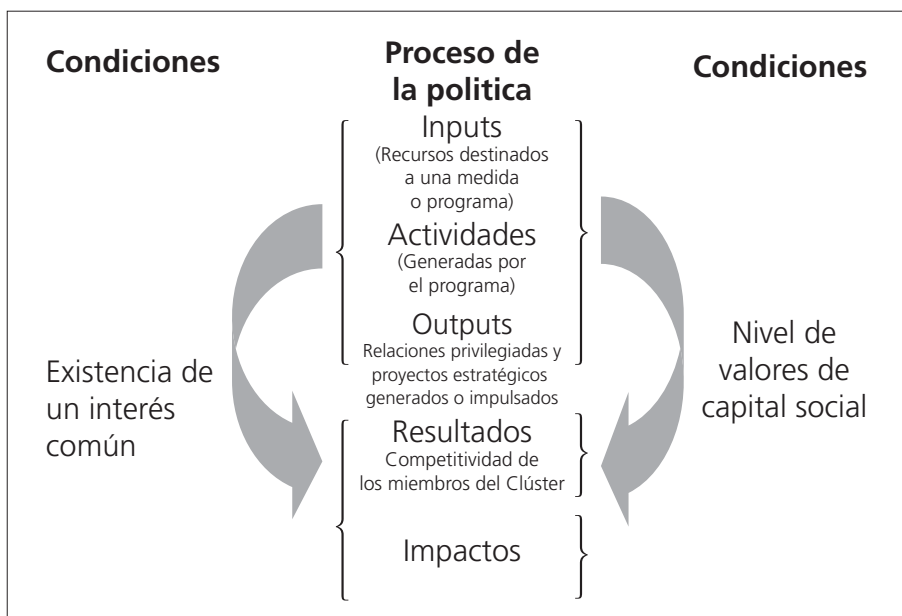 Condiciones
Proceso de
la politica
Condiciones
Inputs
(Recursos destinados
a una medida
o programa)
Actividades
(Generadas por
el programa)
Outputs
Relaciones privilegiadas y
proyectos estratégicos
generados o impulsados
Resultados
Competitividad de
los miembros del Clúster
Impactos
Existencia de
un interés
común
Nivel de
valores de
capital social